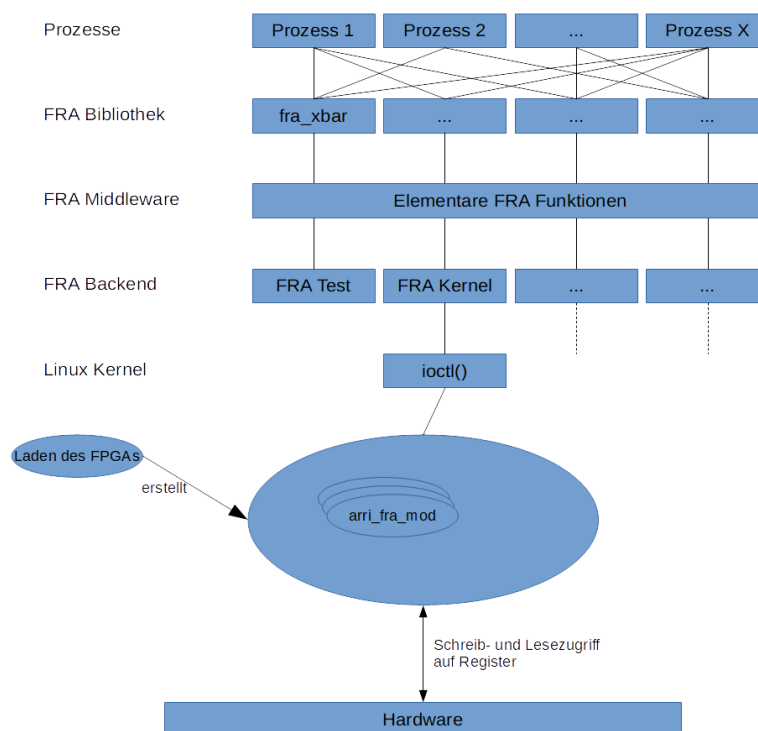 Prozesse
Prozess 1
Prozess 2
...
Prozess X
FRA Bibliothek
fra_xbar
...
...
...
FRA Middleware
Elementare FRA Funktionen
FRA Backend
FRA Test
FRA Kernel
...
...
Linux Kernel
ioctl()
Laden des FPGAs
erstellt
arri_fra_mod
Schreib- und Lesezugriff
auf Register
Hardware